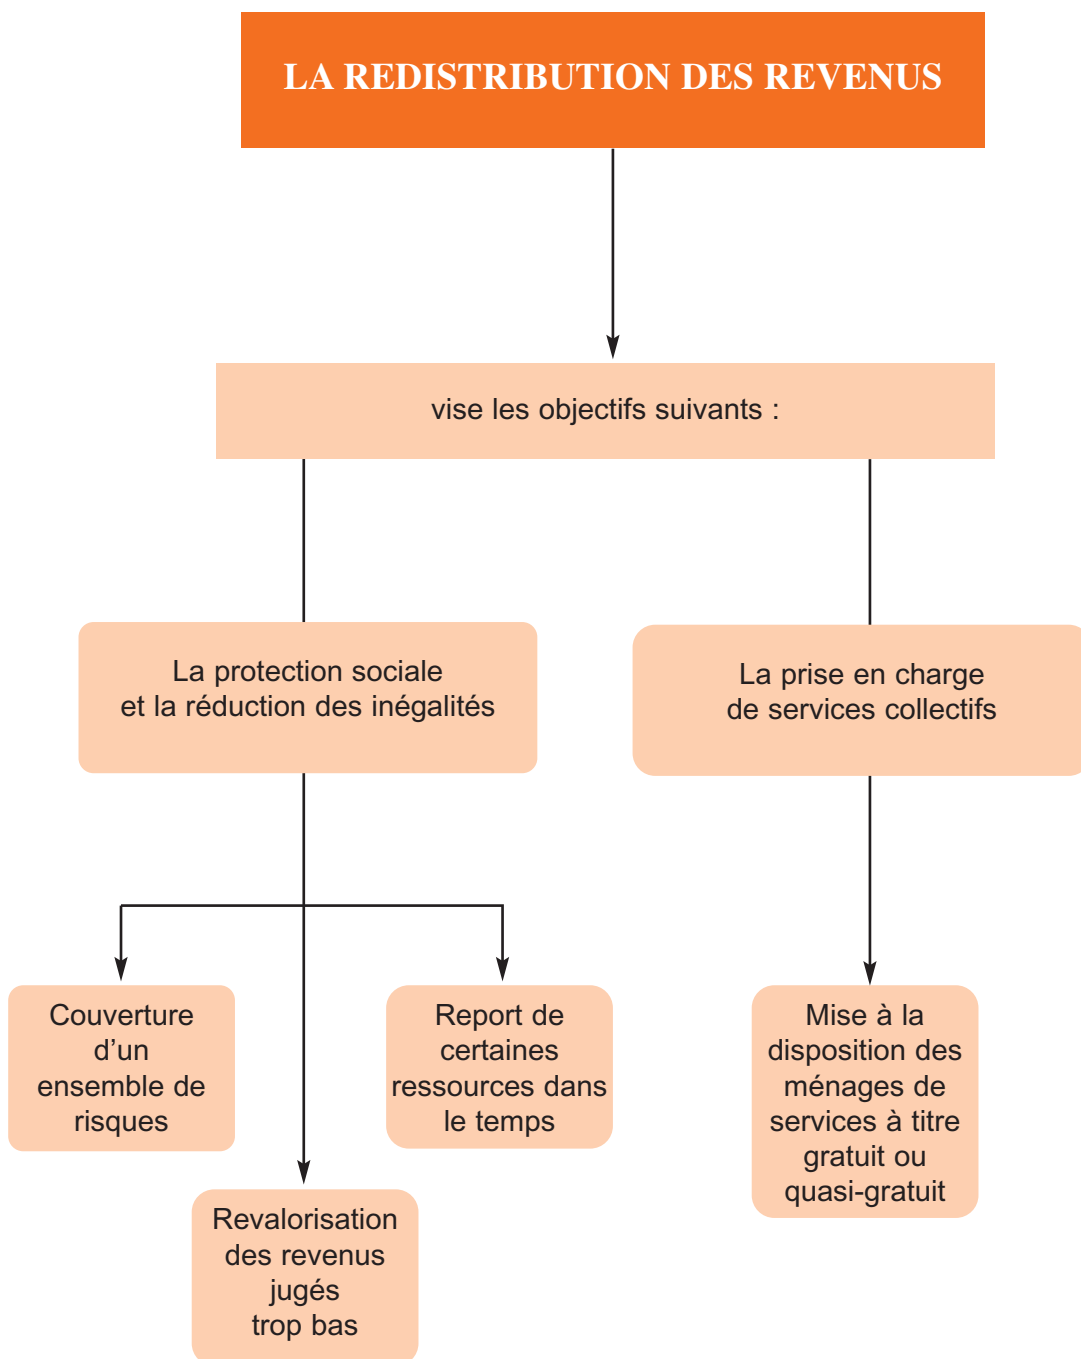 LA REDISTRIBUTION DES REVENUS
vise les objectifs suivants :
La protection sociale
et la réduction des inégalités
La prise en charge
de services collectifs
Couverture
d’un
ensemble de
risques
Revalorisation
des revenus
jugés
trop bas
Report de
certaines
ressources dans
le temps
Mise à la
disposition des
ménages de
services à titre
gratuit ou
quasi-gratuit